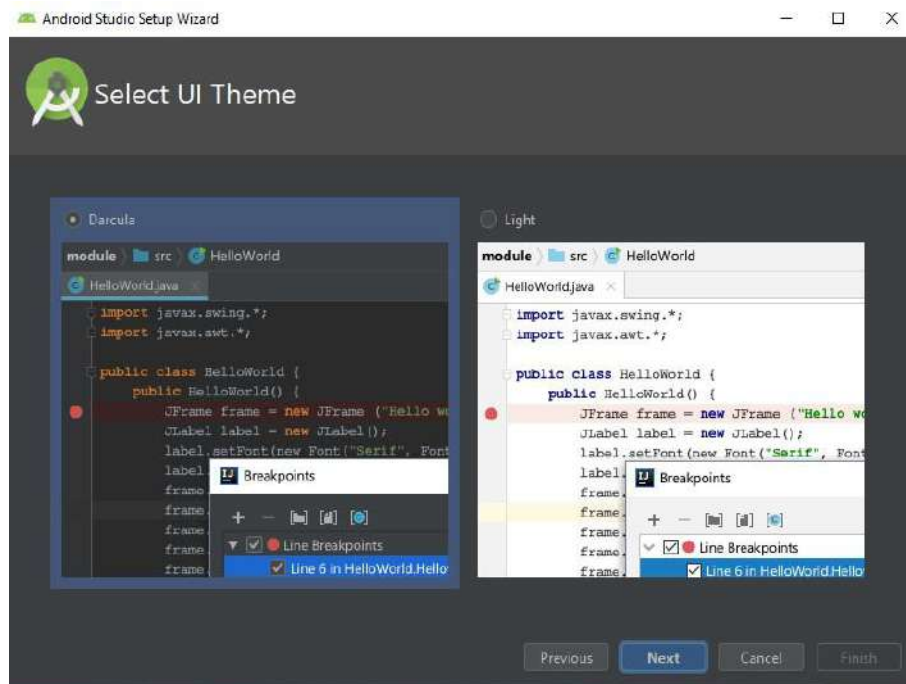 Android Studio Setup Wizard
Select UI Theme
Darcula
module src HelloWorld
HelloWorld.java
import javax.swing.*;
import javax.awt.*;
public class HelloWorld {
public HelloWorld() {
JFrame frame = new JFrame ("Hello wo
JLabel label = new JLabel();
label.setFont(new Font("Serif", Font
label
frame.
frame.
frame.
frame.
frame.
Breakpoints
Line Breakpoints
Line 6 in HelloWorld.Hello
Light
module src HelloWorld
HelloWorld.java
import javax.swing.*;
import javax.awt.*;
public class HelloWorld {
public HelloWorld() {
JFrame frame = new JFrame ("Hello wo
JLabel label = new JLabel();
label.setFont(new Font("Serif", Font
label.
frame.
frame.
frame.
frame.
frame.
Breakpoints
Line Breakpoints
Line 6 in HelloWorld.Hello
Previous Next Cancel Finish